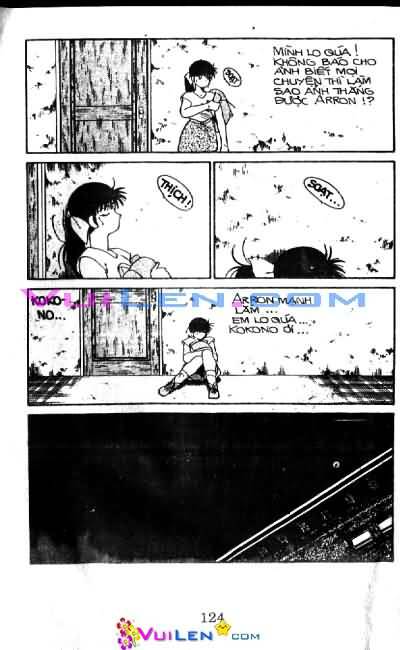 MÌNH LO QUÁ!
KHÔNG BÁO CHO
ANH BIẾT MỌI
CHUYỆN THÌ LÀM
SAO ANH THẮNG
ĐƯỢC ARRON!?
SOẠT
THỊCH!
SOẠT...
KOKO-
NO...
ARRON MẠNH
LẮM...
EM LO QUÁ...
KOKONO ƠI...
VUILEN.COM
124
VUILEN
.COM